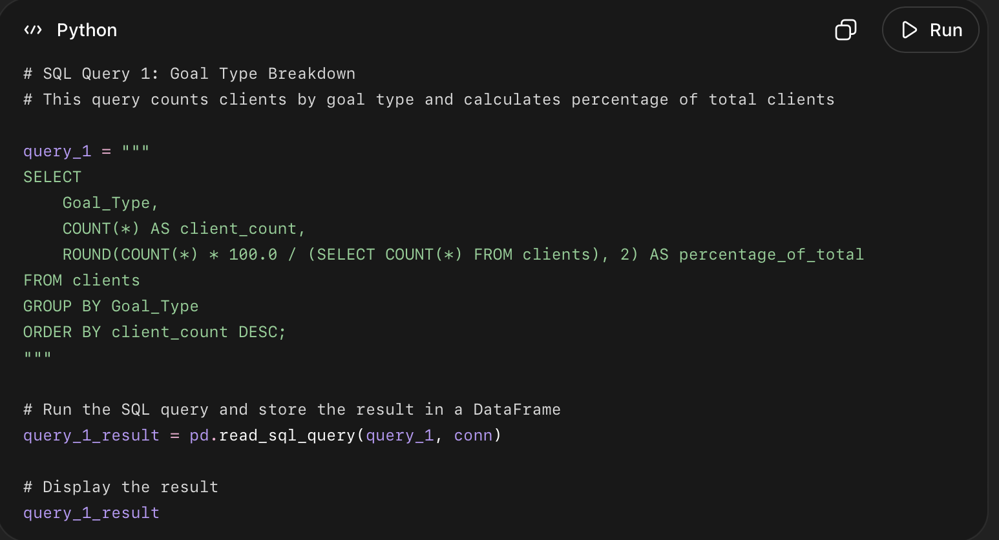 Python
Run
# SQL Query 1: Goal Type Breakdown
# This query counts clients by goal type and calculates percentage of total clients
query_1 = """
SELECT
    Goal_Type,
    COUNT(*) AS client_count,
    ROUND(COUNT(*) * 100.0 / (SELECT COUNT(*) FROM clients), 2) AS percentage_of_total
FROM clients
GROUP BY Goal_Type
ORDER BY client_count DESC;
"""
# Run the SQL query and store the result in a DataFrame
query_1_result = pd.read_sql_query(query_1, conn)
# Display the result
query_1_result